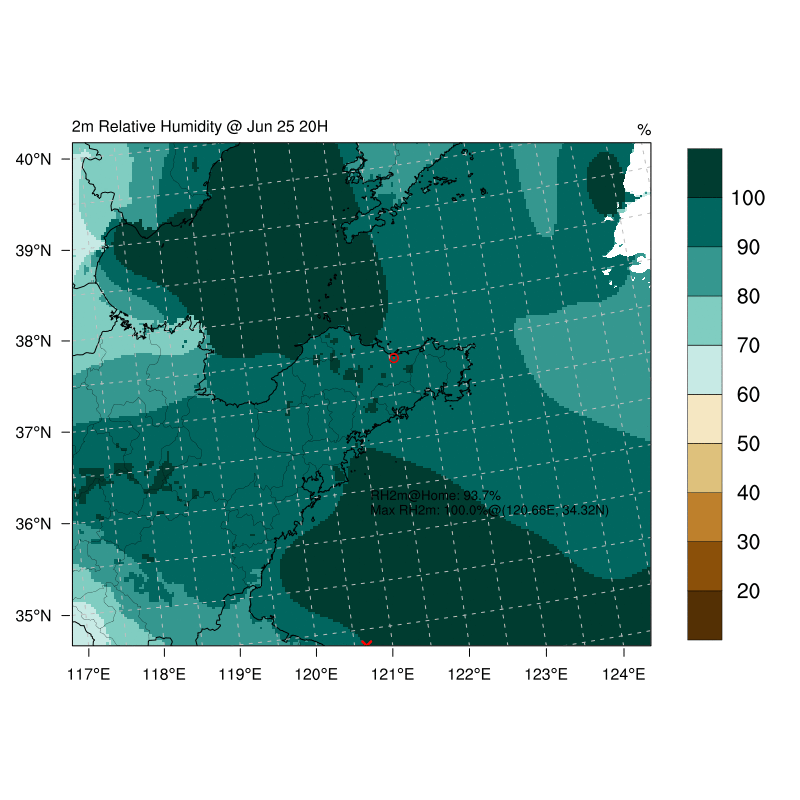 2m Relative Humidity @ Jun 25 20H
%
40°N
39°N
38°N
37°N
36°N
35°N
117°E
118°E
119°E
120°E
121°E
122°E
123°E
124°E
RH2m@Home: 93.7%
Max RH2m: 100.0%@(120.66E, 34.32N)
100
90
80
70
60
50
40
30
20